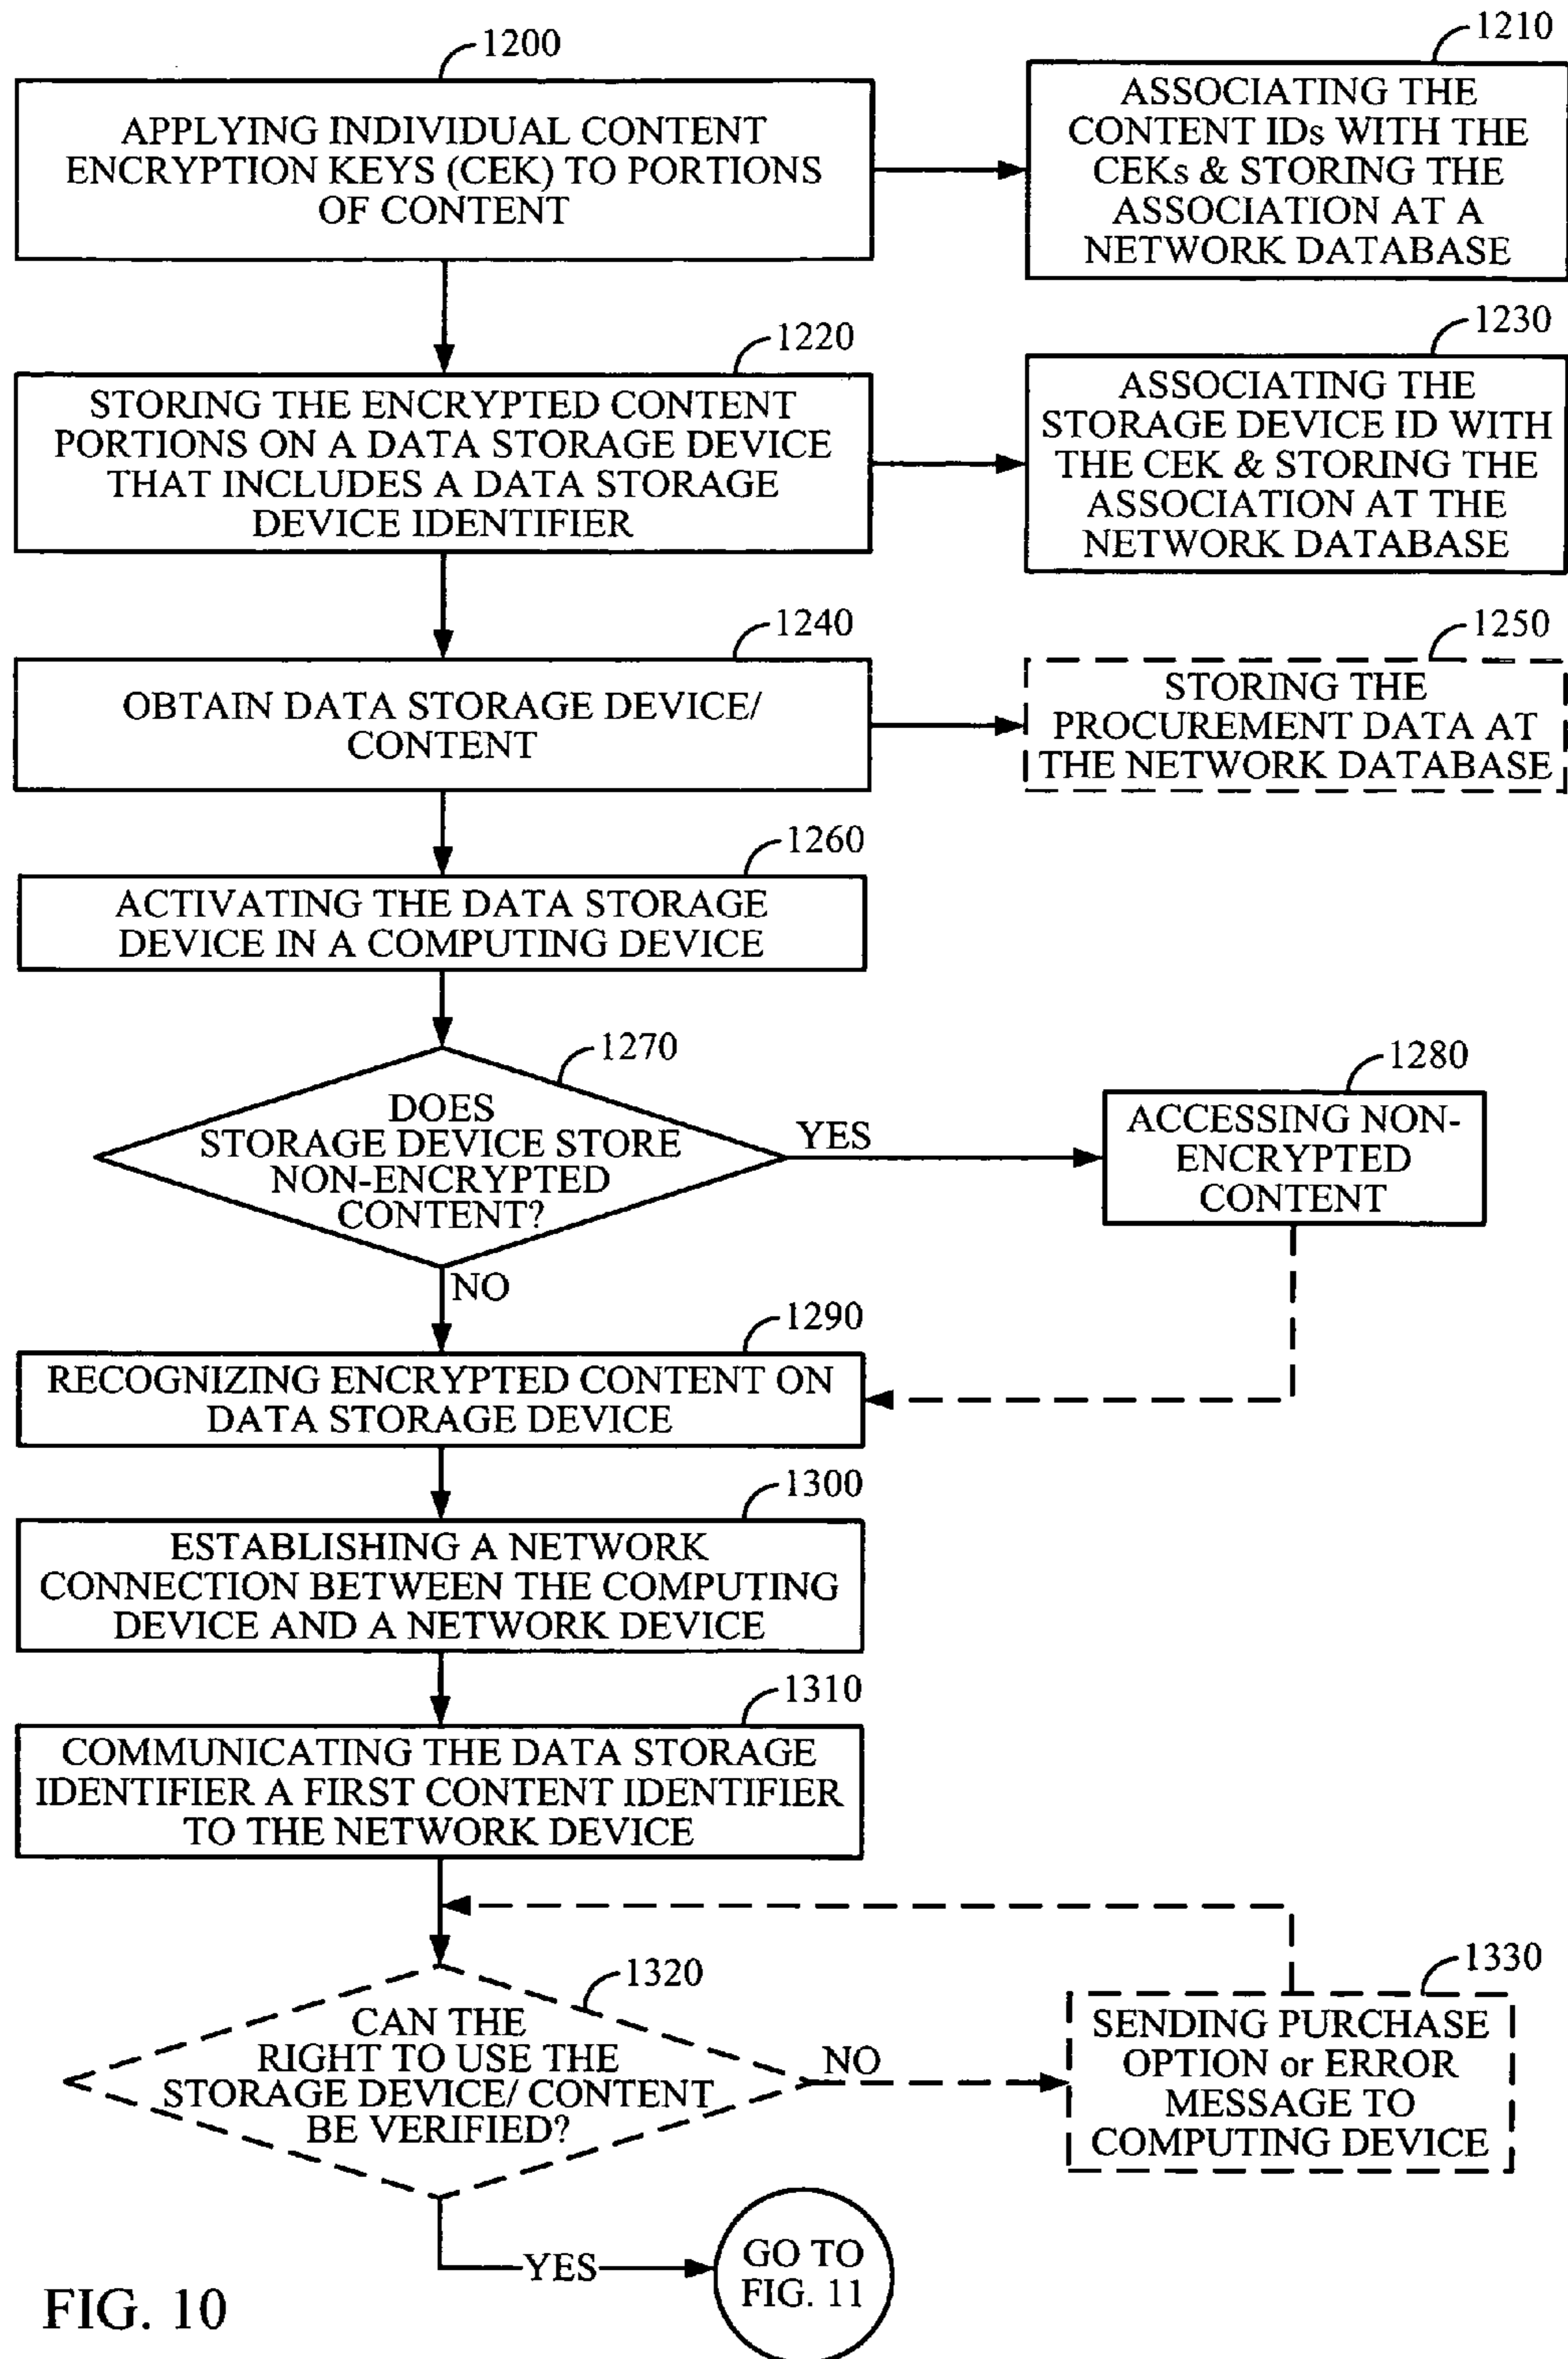 1200
APPLYING INDIVIDUAL CONTENT
ENCRYPTION KEYS (CEK) TO PORTIONS
OF CONTENT
1210
ASSOCIATING THE
CONTENT IDs WITH THE
CEKs & STORING THE
ASSOCIATION AT A
NETWORK DATABASE
1220
STORING THE ENCRYPTED CONTENT
PORTIONS ON A DATA STORAGE DEVICE
THAT INCLUDES A DATA STORAGE
DEVICE IDENTIFIER
1230
ASSOCIATING THE
STORAGE DEVICE ID WITH
THE CEK & STORING THE
ASSOCIATION AT THE
NETWORK DATABASE
1240
OBTAIN DATA STORAGE DEVICE/
CONTENT
1250
STORING THE
PROCUREMENT DATA AT
THE NETWORK DATABASE
1260
ACTIVATING THE DATA STORAGE
DEVICE IN A COMPUTING DEVICE
1270
DOES
STORAGE DEVICE STORE
NON-ENCRYPTED
CONTENT?
YES
1280
ACCESSING NON-
ENCRYPTED
CONTENT
NO
1290
RECOGNIZING ENCRYPTED CONTENT ON
DATA STORAGE DEVICE
1300
ESTABLISHING A NETWORK
CONNECTION BETWEEN THE COMPUTING
DEVICE AND A NETWORK DEVICE
1310
COMMUNICATING THE DATA STORAGE
IDENTIFIER A FIRST CONTENT IDENTIFIER
TO THE NETWORK DEVICE
1320
CAN THE
RIGHT TO USE THE
STORAGE DEVICE/ CONTENT
BE VERIFIED?
NO
1330
SENDING PURCHASE
OPTION or ERROR
MESSAGE TO
COMPUTING DEVICE
YES
GO TO
FIG. 11
FIG. 10